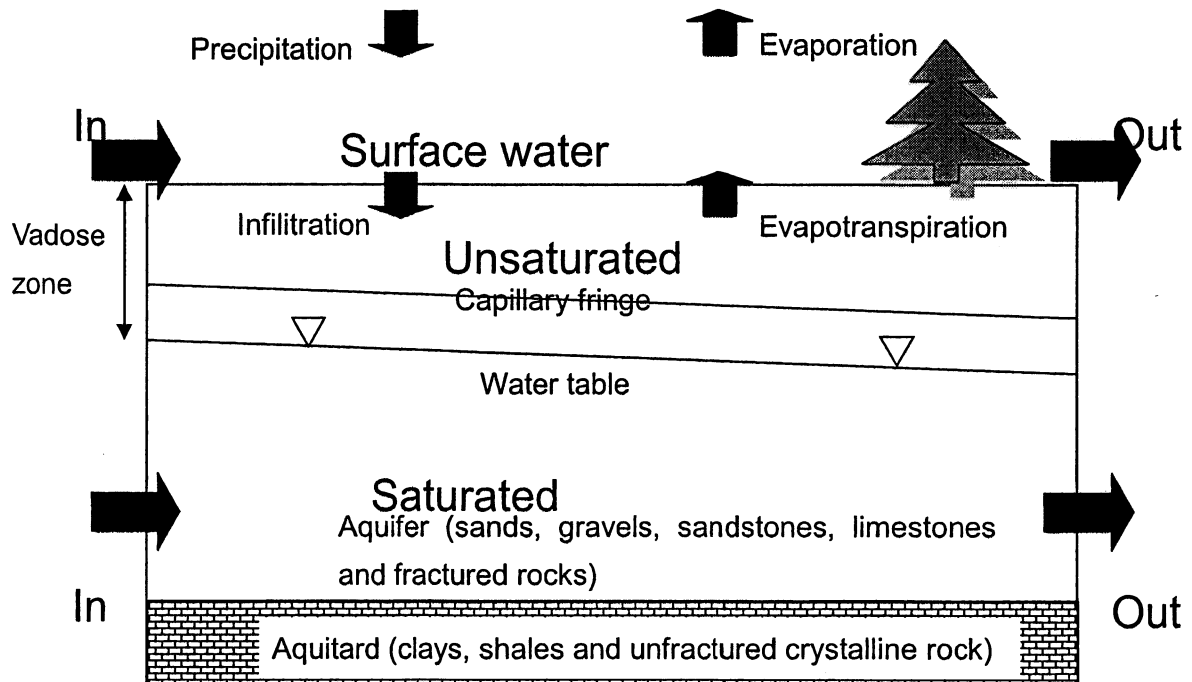 Precipitation
Evaporation
In
Out
Surface water
Vadose
zone
Infilitration
Evapotranspiration
Unsaturated
Capillary fringe
Water table
Saturated
Aquifer (sands, gravels, sandstones, limestones
and fractured rocks)
In
Out
Aquitard (clays, shales and unfractured crystalline rock)